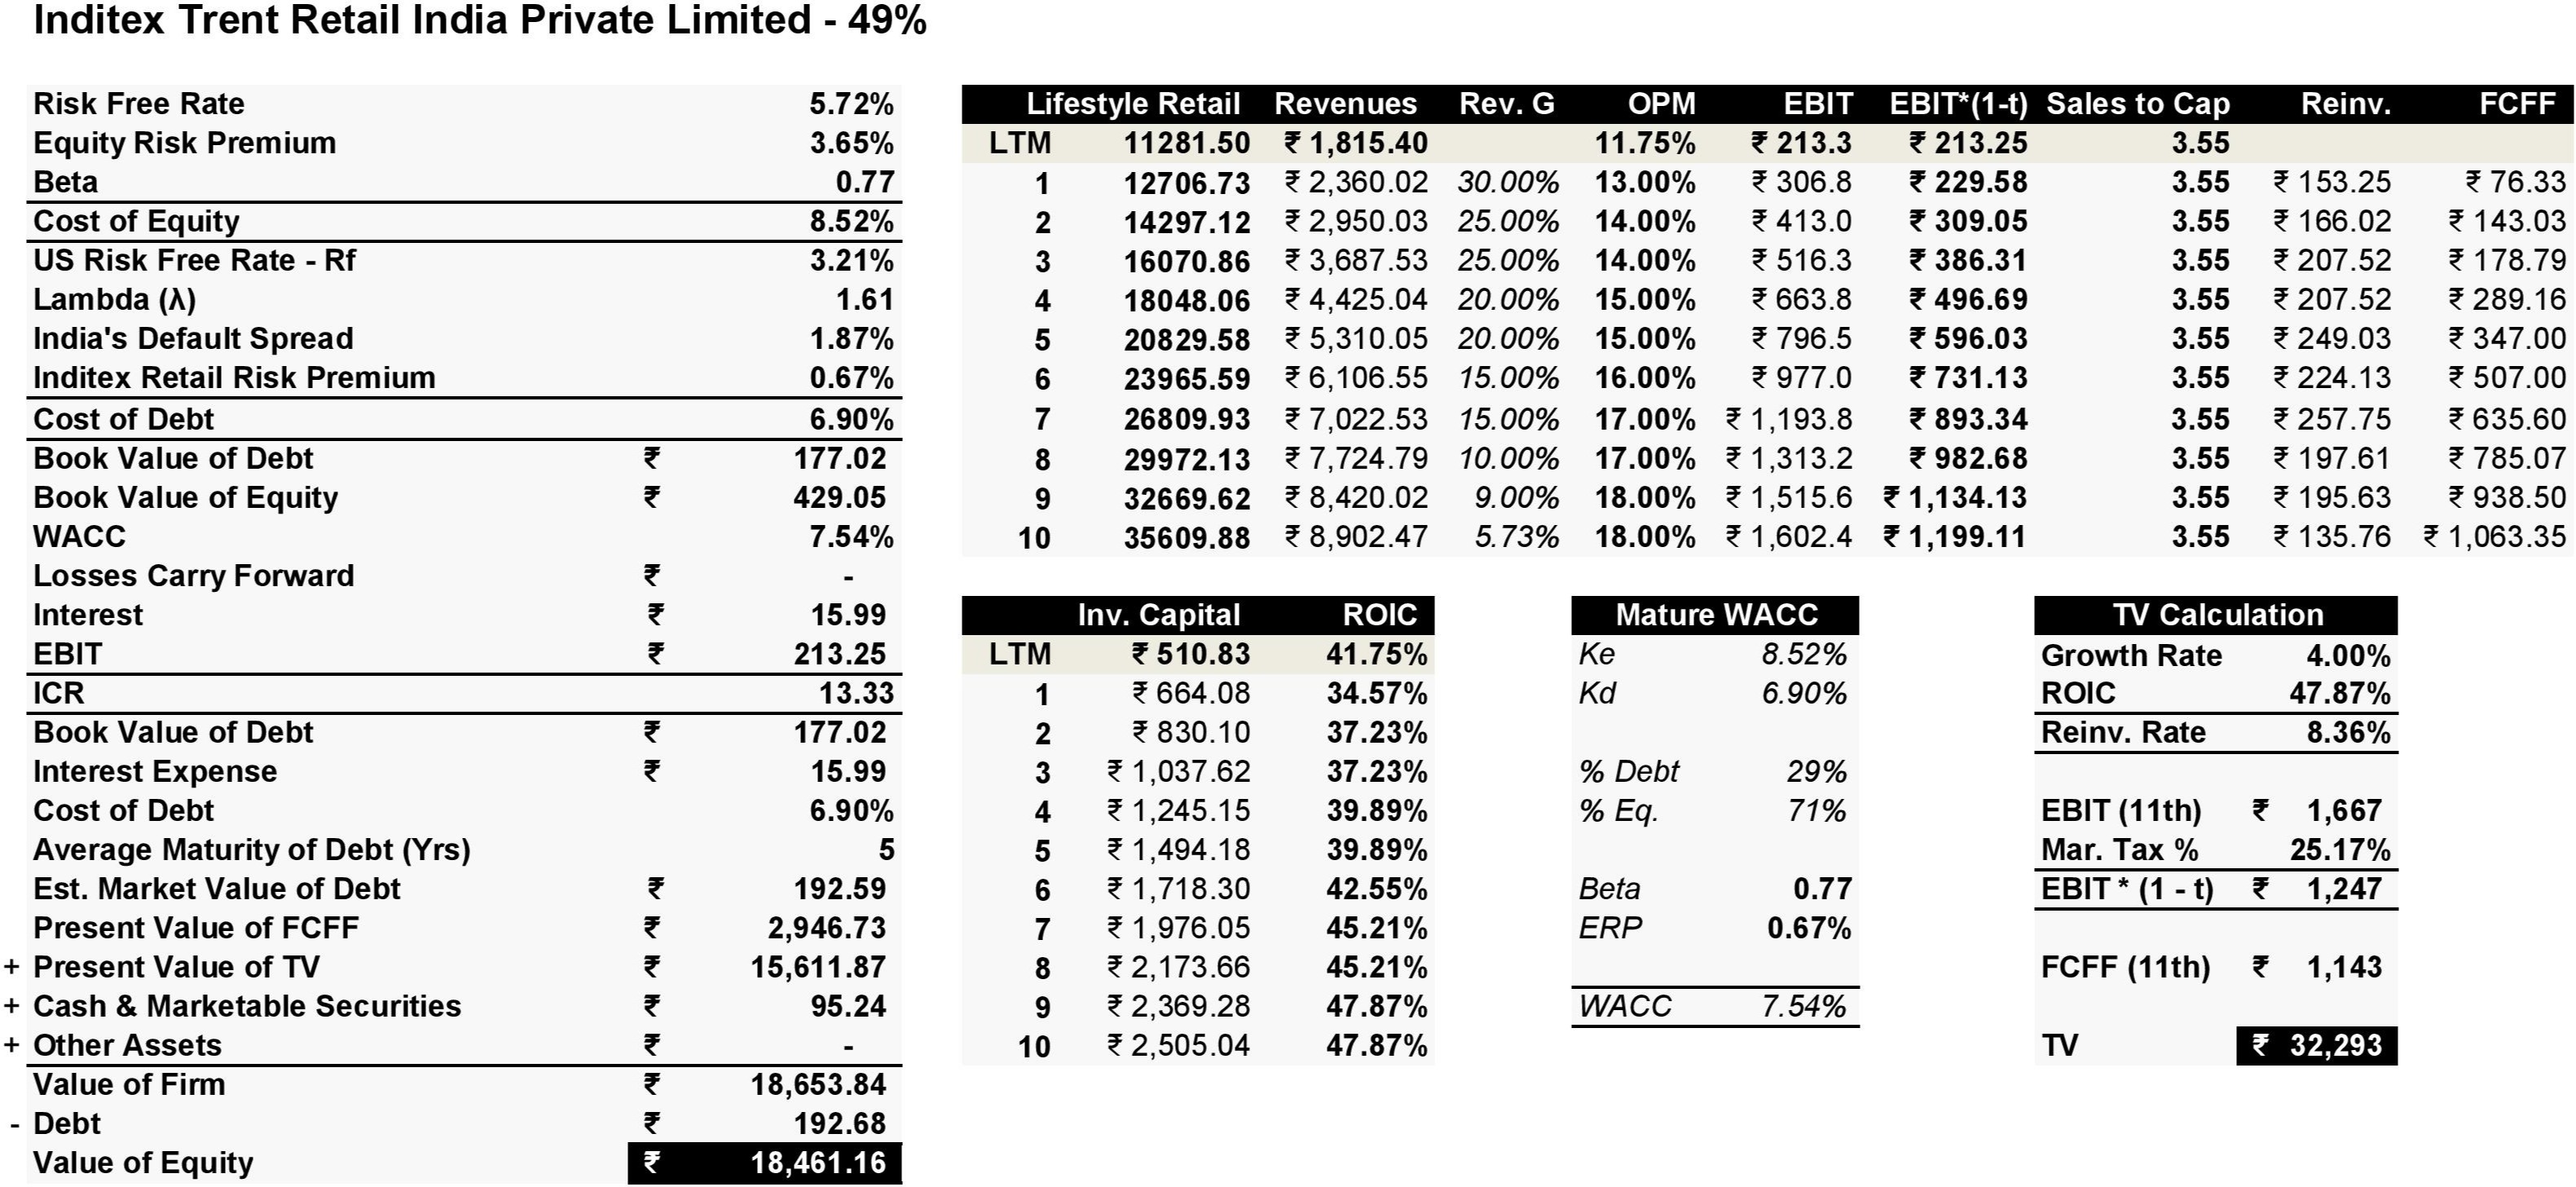 Inditex Trent Retail India Private Limited - 49%
Risk Free Rate 5.72%
Equity Risk Premium 3.65%
Beta 0.77
Cost of Equity 8.52%
US Risk Free Rate - Rf 3.21%
Lambda (λ) 1.61
India's Default Spread 1.87%
Inditex Retail Risk Premium 0.67%
Cost of Debt 6.90%
Book Value of Debt ₹ 177.02
Book Value of Equity ₹ 429.05
WACC 7.54%
Losses Carry Forward ₹ -
Interest ₹ 15.99
EBIT ₹ 213.25
ICR 13.33
Book Value of Debt ₹ 177.02
Interest Expense ₹ 15.99
Cost of Debt 6.90%
Average Maturity of Debt (Yrs) 5
Est. Market Value of Debt ₹ 192.59
Present Value of FCFF ₹ 2,946.73
+ Present Value of TV ₹ 15,611.87
+ Cash & Marketable Securities ₹ 95.24
+ Other Assets ₹ -
Value of Firm ₹ 18,653.84
- Debt ₹ 192.68
Value of Equity ₹ 18,461.16
Lifestyle Retail Revenues Rev. G OPM EBIT EBIT*(1-t) Sales to Cap Reinv. FCFF
LTM 11281.50 ₹ 1,815.40 11.75% ₹ 213.3 ₹ 213.25 3.55
1 12706.73 ₹ 2,360.02 30.00% 13.00% ₹ 306.8 ₹ 229.58 3.55 ₹ 153.25 ₹ 76.33
2 14297.12 ₹ 2,950.03 25.00% 14.00% ₹ 413.0 ₹ 309.05 3.55 ₹ 166.02 ₹ 143.03
3 16070.86 ₹ 3,687.53 25.00% 14.00% ₹ 516.3 ₹ 386.31 3.55 ₹ 207.52 ₹ 178.79
4 18048.06 ₹ 4,425.04 20.00% 15.00% ₹ 663.8 ₹ 496.69 3.55 ₹ 207.52 ₹ 289.16
5 20829.58 ₹ 5,310.05 20.00% 15.00% ₹ 796.5 ₹ 596.03 3.55 ₹ 249.03 ₹ 347.00
6 23965.59 ₹ 6,106.55 15.00% 16.00% ₹ 977.0 ₹ 731.13 3.55 ₹ 224.13 ₹ 507.00
7 26809.93 ₹ 7,022.53 15.00% 17.00% ₹ 1,193.8 ₹ 893.34 3.55 ₹ 257.75 ₹ 635.60
8 29972.13 ₹ 7,724.79 10.00% 17.00% ₹ 1,313.2 ₹ 982.68 3.55 ₹ 197.61 ₹ 785.07
9 32669.62 ₹ 8,420.02 9.00% 18.00% ₹ 1,515.6 ₹ 1,134.13 3.55 ₹ 195.63 ₹ 938.50
10 35609.88 ₹ 8,902.47 5.73% 18.00% ₹ 1,602.4 ₹ 1,199.11 3.55 ₹ 135.76 ₹ 1,063.35
Inv. Capital ROIC
LTM ₹ 510.83 41.75%
1 ₹ 664.08 34.57%
2 ₹ 830.10 37.23%
3 ₹ 1,037.62 37.23%
4 ₹ 1,245.15 39.89%
5 ₹ 1,494.18 39.89%
6 ₹ 1,718.30 42.55%
7 ₹ 1,976.05 45.21%
8 ₹ 2,173.66 45.21%
9 ₹ 2,369.28 47.87%
10 ₹ 2,505.04 47.87%
Mature WACC
Ke 8.52%
Kd 6.90%
% Debt 29%
% Eq. 71%
Beta 0.77
ERP 0.67%
WACC 7.54%
TV Calculation
Growth Rate 4.00%
ROIC 47.87%
Reinv. Rate 8.36%
EBIT (11th) ₹ 1,667
Mar. Tax % 25.17%
EBIT * (1 - t) ₹ 1,247
FCFF (11th) ₹ 1,143
TV ₹ 32,293